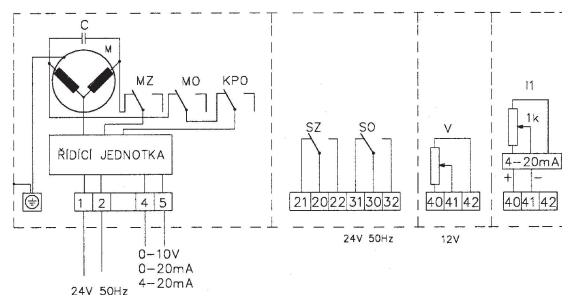 C
M
MZ
MO
KPO
ŘÍDÍCÍ JEDNOTKA
1 2 4 5
0-10V
0-20mA
4-20mA
24V 50Hz
SZ
SO
21 20 22 31 30 32
24V 50Hz
V
40 41 42
12V
I1
1k
4-20mA
+ -
40 41 42